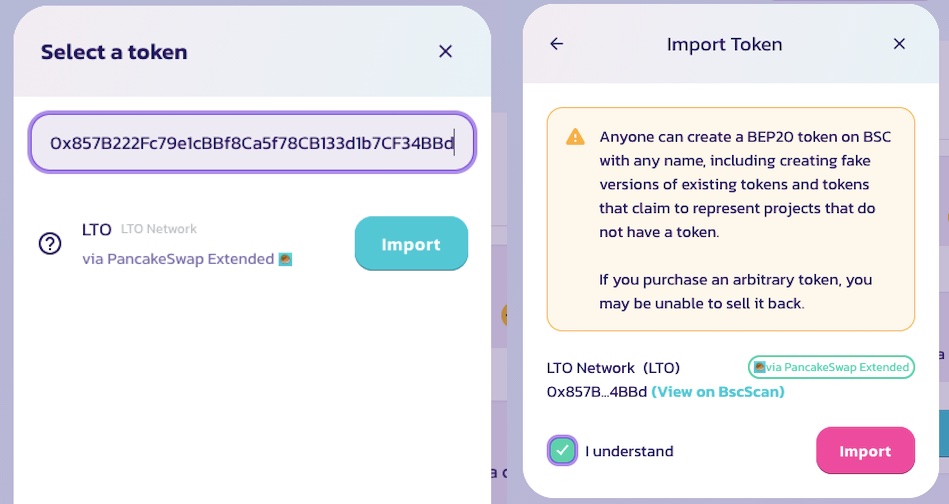 Select a token
0x857B222Fc79e1cBBf8Ca5f78CB133d1b7CF34BBd
LTO LTO Network
via PancakeSwap Extended
Import
Import Token
Anyone can create a BEP20 token on BSC
with any name, including creating fake
versions of existing tokens and tokens
that claim to represent projects that do
not have a token.
If you purchase an arbitrary token, you
may be unable to sell it back.
LTO Network (LTO)
via PancakeSwap Extended
0x857B...4BBd (View on BscScan)
I understand
Import